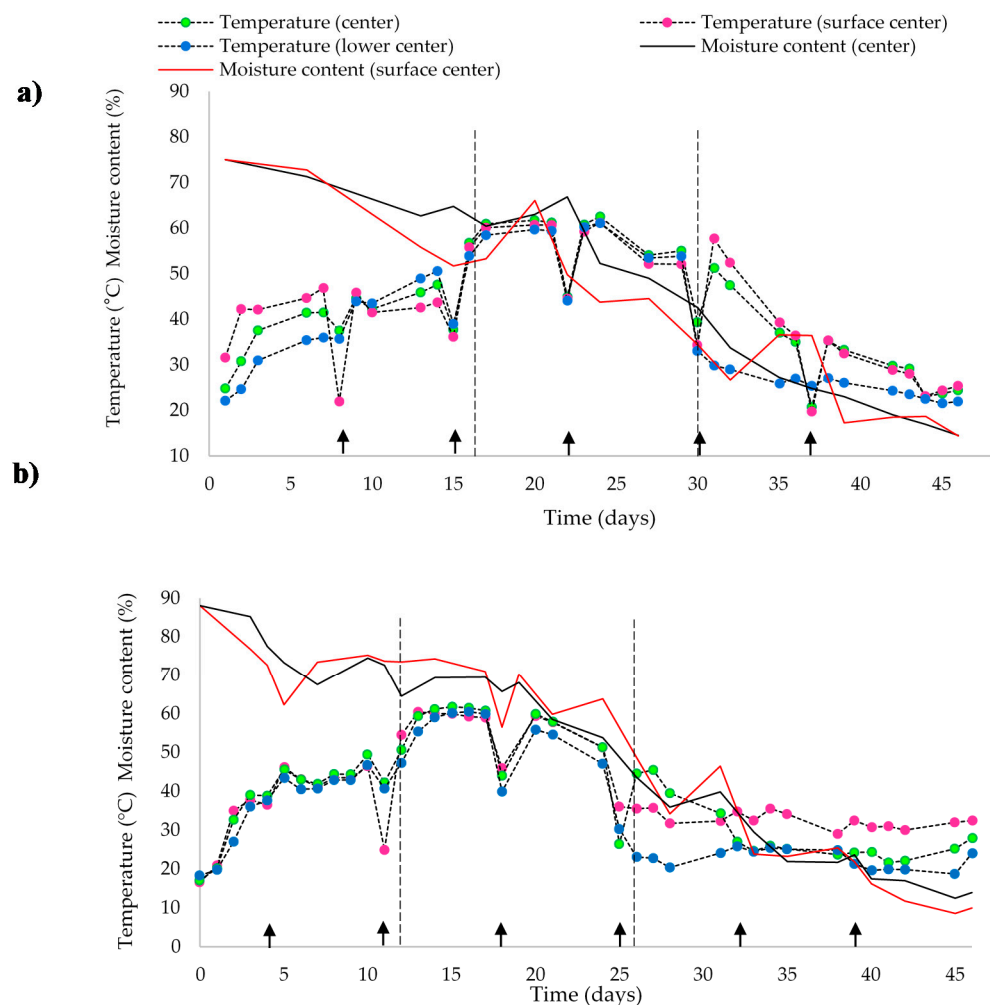 Temperature (center)
Temperature (surface center)
Temperature (lower center)
Moisture content (center)
Moisture content (surface center)
a)
Temperature (˚C) Moisture content (%)
90
80
70
60
50
40
30
20
10
0 5 10 15 20 25 30 35 40 45
Time (days)
b)
Temperature (°C) Moisture content (%)
90
80
70
60
50
40
30
20
10
0
0 5 10 15 20 25 30 35 40 45
Time (days)